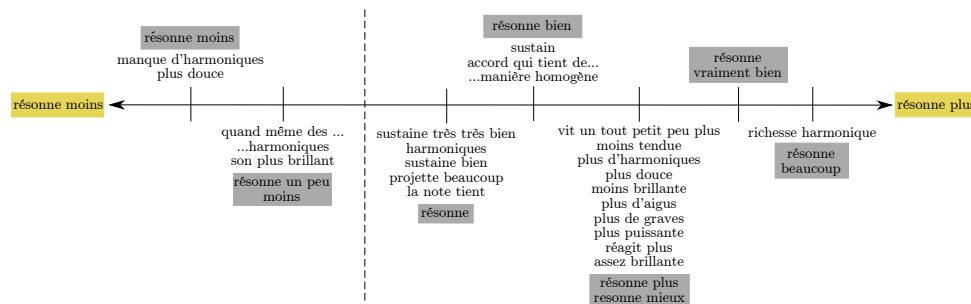 résonne moins
manque d'harmoniques
plus douce
résonne bien
sustain
accord qui tient de...
...manière homogène
résonne
vraiment bien
résonne moins
résonne plus
quand même des ...
...harmoniques
son plus brillant
résonne un peu
moins
sustaine très très bien
harmoniques
sustaine bien
projette beaucoup
la note tient
résonne
vit un tout petit peu plus
moins tendue
plus d'harmoniques
plus douce
moins brillante
plus d'aigus
plus de graves
plus puissante
réagit plus
assez brillante
résonne plus
resonne mieux
richesse harmonique
résonne
beaucoup